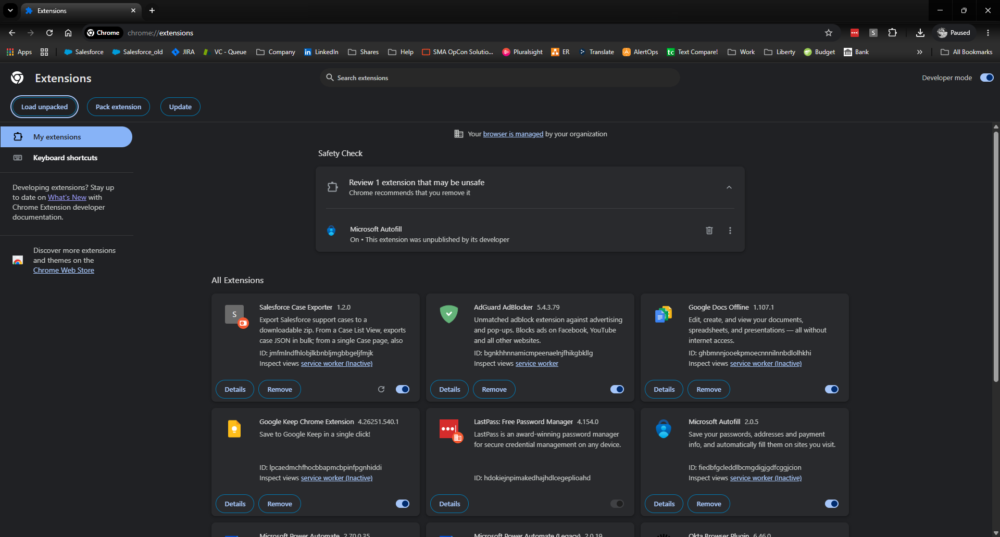 Extensions
Chrome
chrome://extensions
S
Paused
Apps
Salesforce
Salesforce_old
JIRA
VC - Queue
Company
LinkedIn
Shares
Help
SMA OpCon Solutio...
Pluralsight
ER
Translate
AlertOps
Text Compare!
Work
Liberty
Budget
Bank
All Bookmarks
Extensions
Search extensions
Developer mode
Load unpacked
Pack extension
Update
My extensions
Keyboard shortcuts
Developing extensions? Stay up
to date on What's New with
Chrome Extension developer
documentation.
Discover more extensions
and themes on the
Chrome Web Store
Your browser is managed by your organization
Safety Check
Review 1 extension that may be unsafe
Chrome recommends that you remove it
Microsoft Autofill
On • This extension was unpublished by its developer
All Extensions
S
Salesforce Case Exporter 1.2.0
Export Salesforce support cases to a
downloadable zip. From a Case List View, exports
case JSON in bulk; from a single Case page, also
ID: jmfmlndfhlobjlkbnbljmgbbgeljfmjk
Inspect views service worker (Inactive)
Details
Remove
AdGuard AdBlocker 5.4.3.79
Unmatched adblock extension against advertising
and pop-ups. Blocks ads on Facebook, YouTube
and all other websites.
ID: bgnkhhnnamicmpeenaelnjfhikgbkllg
Inspect views service worker
Details
Remove
Google Docs Offline 1.107.1
Edit, create, and view your documents,
spreadsheets, and presentations — all without
internet access.
ID: ghbmnnjooekpmoecnnnilnnbdlolhkhi
Inspect views service worker (Inactive)
Details
Remove
Google Keep Chrome Extension 4.26251.540.1
Save to Google Keep in a single click!
ID: lpcaedmchfhocbbapmcbpinfpgnhiddi
Inspect views service worker (Inactive)
Details
Remove
LastPass: Free Password Manager 4.154.0
LastPass is an award-winning password manager
for secure credential management on any device.
ID: hdokiejnpimakedhajhdlcegeplioahd
Details
Microsoft Autofill 2.0.5
Save your passwords, addresses and payment
info, and automatically fill them on sites you visit.
ID: fiedbfgcleddlbcmgdigjgdfcggjcion
Inspect views service worker (Inactive)
Details
Remove
Microsoft Power Automate 2.70.0.35
Microsoft Power Automate (Legacy) 2.0.19
Okta Browser Plugin 6.46.0